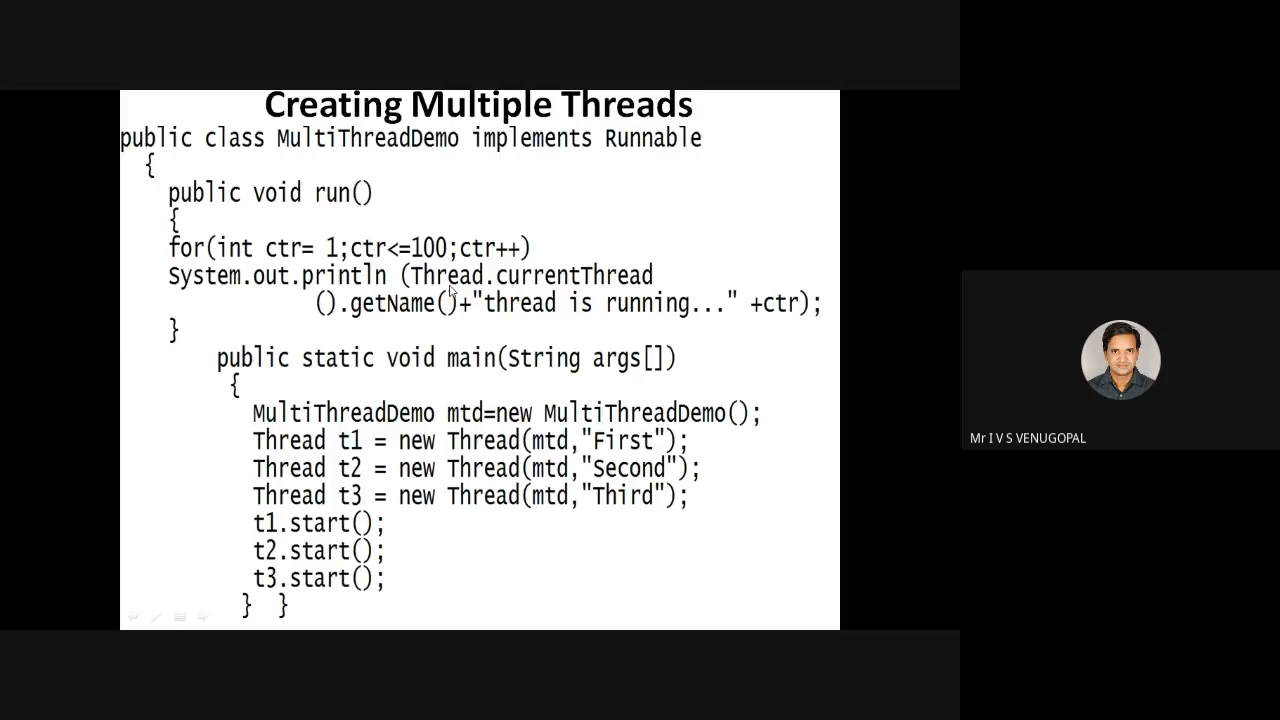 Creating Multiple Threads
public class MultiThreadDemo implements Runnable
{
public void run()
{
for(int ctr= 1;ctr<=100;ctr++)
System.out.println (Thread.currentThread
().getName()+"thread is running..." +ctr);
}
public static void main(String args[])
{
MultiThreadDemo mtd=new MultiThreadDemo();
Thread t1 = new Thread(mtd,"First");
Thread t2 = new Thread(mtd,"Second");
Thread t3 = new Thread(mtd,"Third");
t1.start();
t2.start();
t3.start();
} }
Mr I V S VENUGOPAL